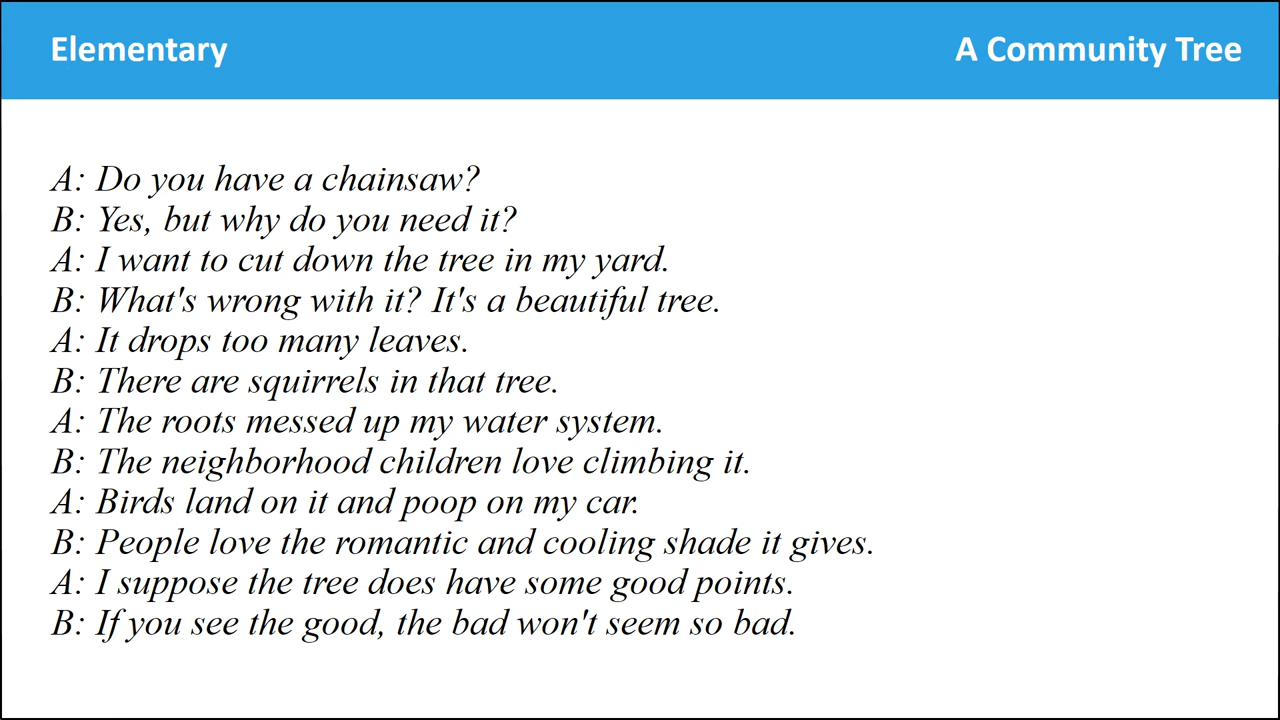 Elementary
A Community Tree
A: Do you have a chainsaw?
B: Yes, but why do you need it?
A: I want to cut down the tree in my yard.
B: What's wrong with it? It's a beautiful tree.
A: It drops too many leaves.
B: There are squirrels in that tree.
A: The roots messed up my water system.
B: The neighborhood children love climbing it.
A: Birds land on it and poop on my car.
B: People love the romantic and cooling shade it gives.
A: I suppose the tree does have some good points.
B: If you see the good, the bad won't seem so bad.